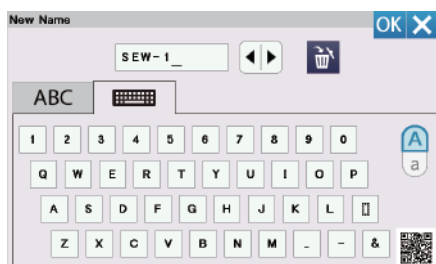 New Name
OK
SEW-1_
ABC
1 2 3 4 5 6 7 8 9 0
Q W E R T Y U I O P
A S D F G H J K L []
Z X C V B N M _ - &
A
a